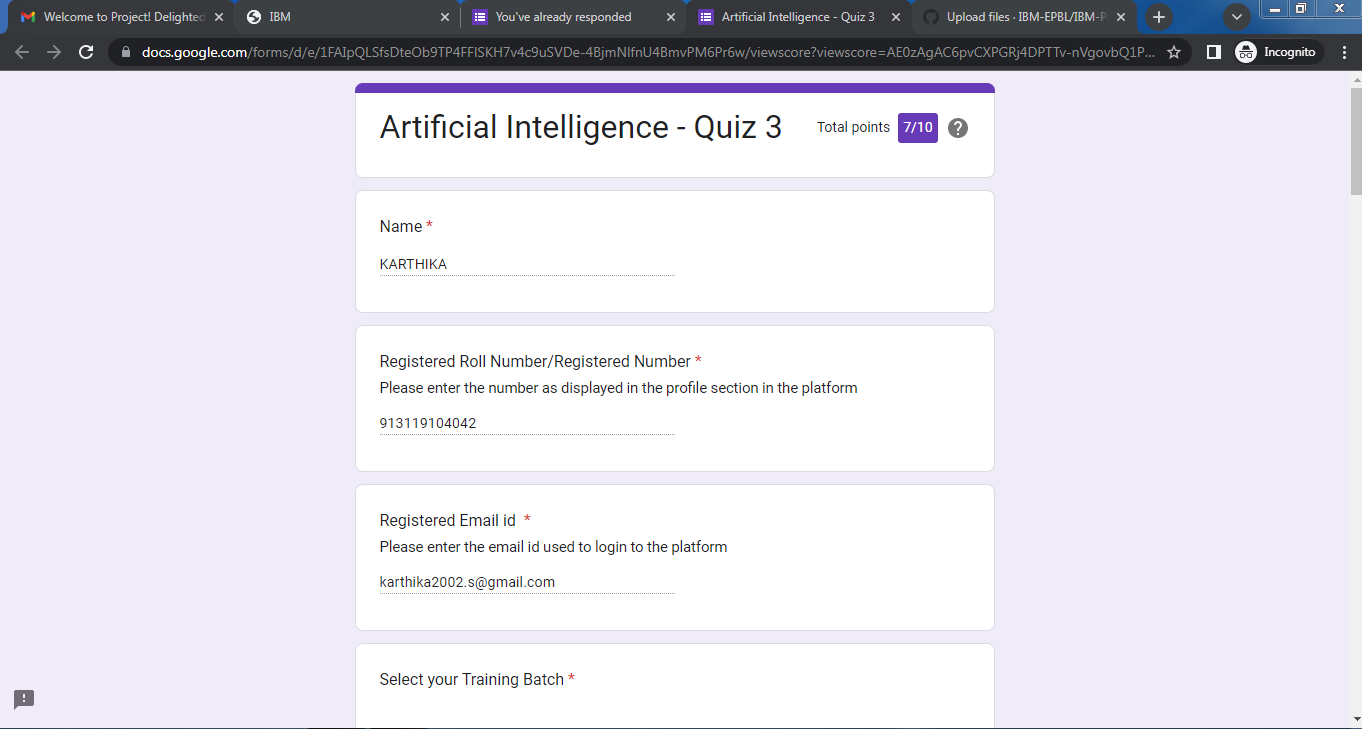 Welcome to Project! Delighted
IBM
You've already responded
Artificial Intelligence - Quiz 3
Upload files · IBM-EPBL/IBM-P
docs.google.com/forms/d/e/1FAIpQLSfsDteOb9TP4FFlSKH7v4c9uSVDe-4BjmNIfnU4BmvPM6Pr6w/viewscore?viewscore=AE0zAgAC6pvCXPGRj4DPTTv-nVgovbQ1P...
Incognito
Artificial Intelligence - Quiz 3
Total points 7/10
Name *
KARTHIKA
Registered Roll Number/Registered Number *
Please enter the number as displayed in the profile section in the platform
913119104042
Registered Email id *
Please enter the email id used to login to the platform
karthika2002.s@gmail.com
Select your Training Batch *